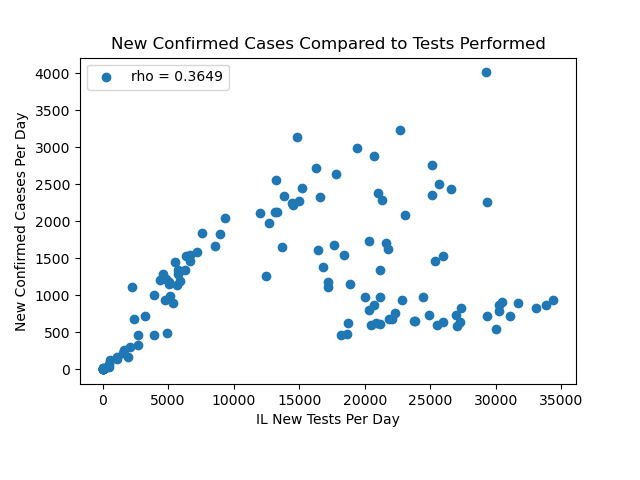 New Confirmed Cases Compared to Tests Performed
rho = 0.3649
4000
3500
3000
2500
2000
1500
1000
500
0
New Confirmed Caeses Per Day
0 5000 10000 15000 20000 25000 30000 35000
IL New Tests Per Day